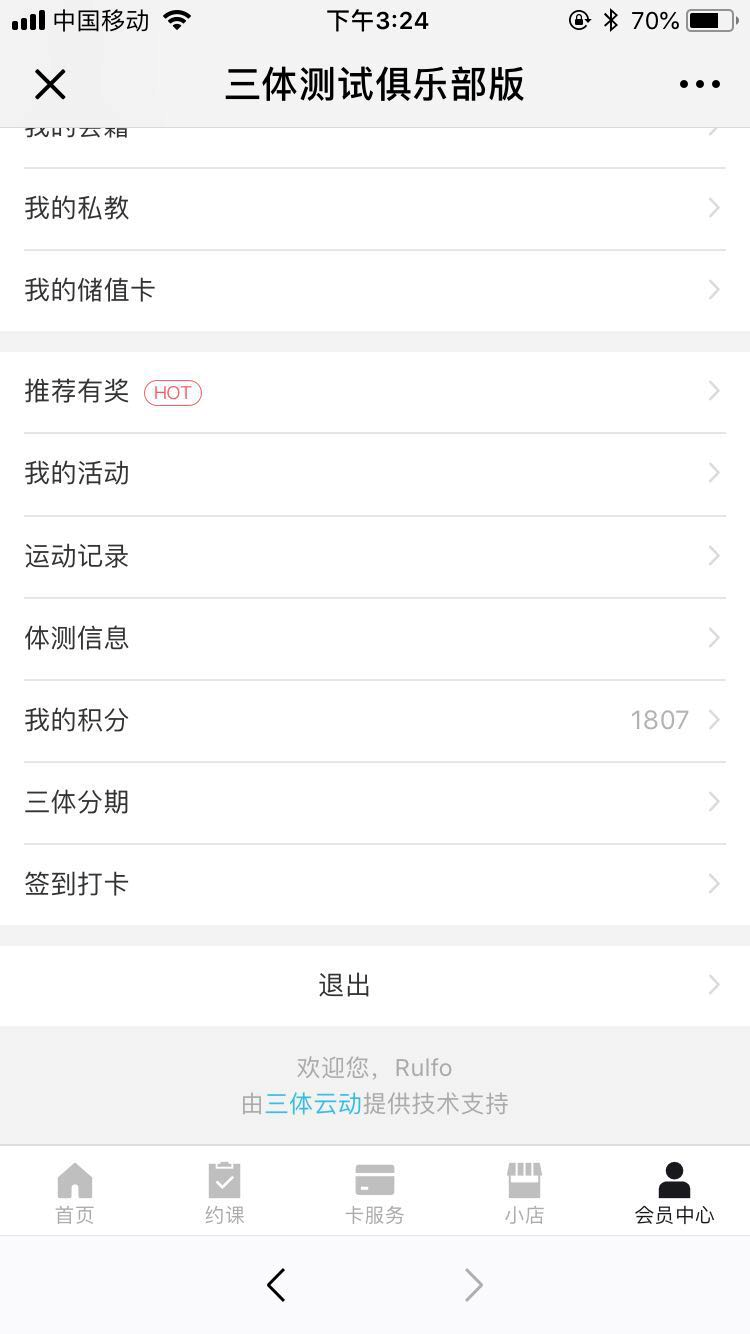 中国移动 下午3:24 70%
三体测试俱乐部版
我的会籍
我的私教
我的储值卡
推荐有奖 HOT
我的活动
运动记录
体测信息
我的积分 1807
三体分期
签到打卡
退出
欢迎您，Rulfo
由三体云动提供技术支持
首页 约课 卡服务 小店 会员中心